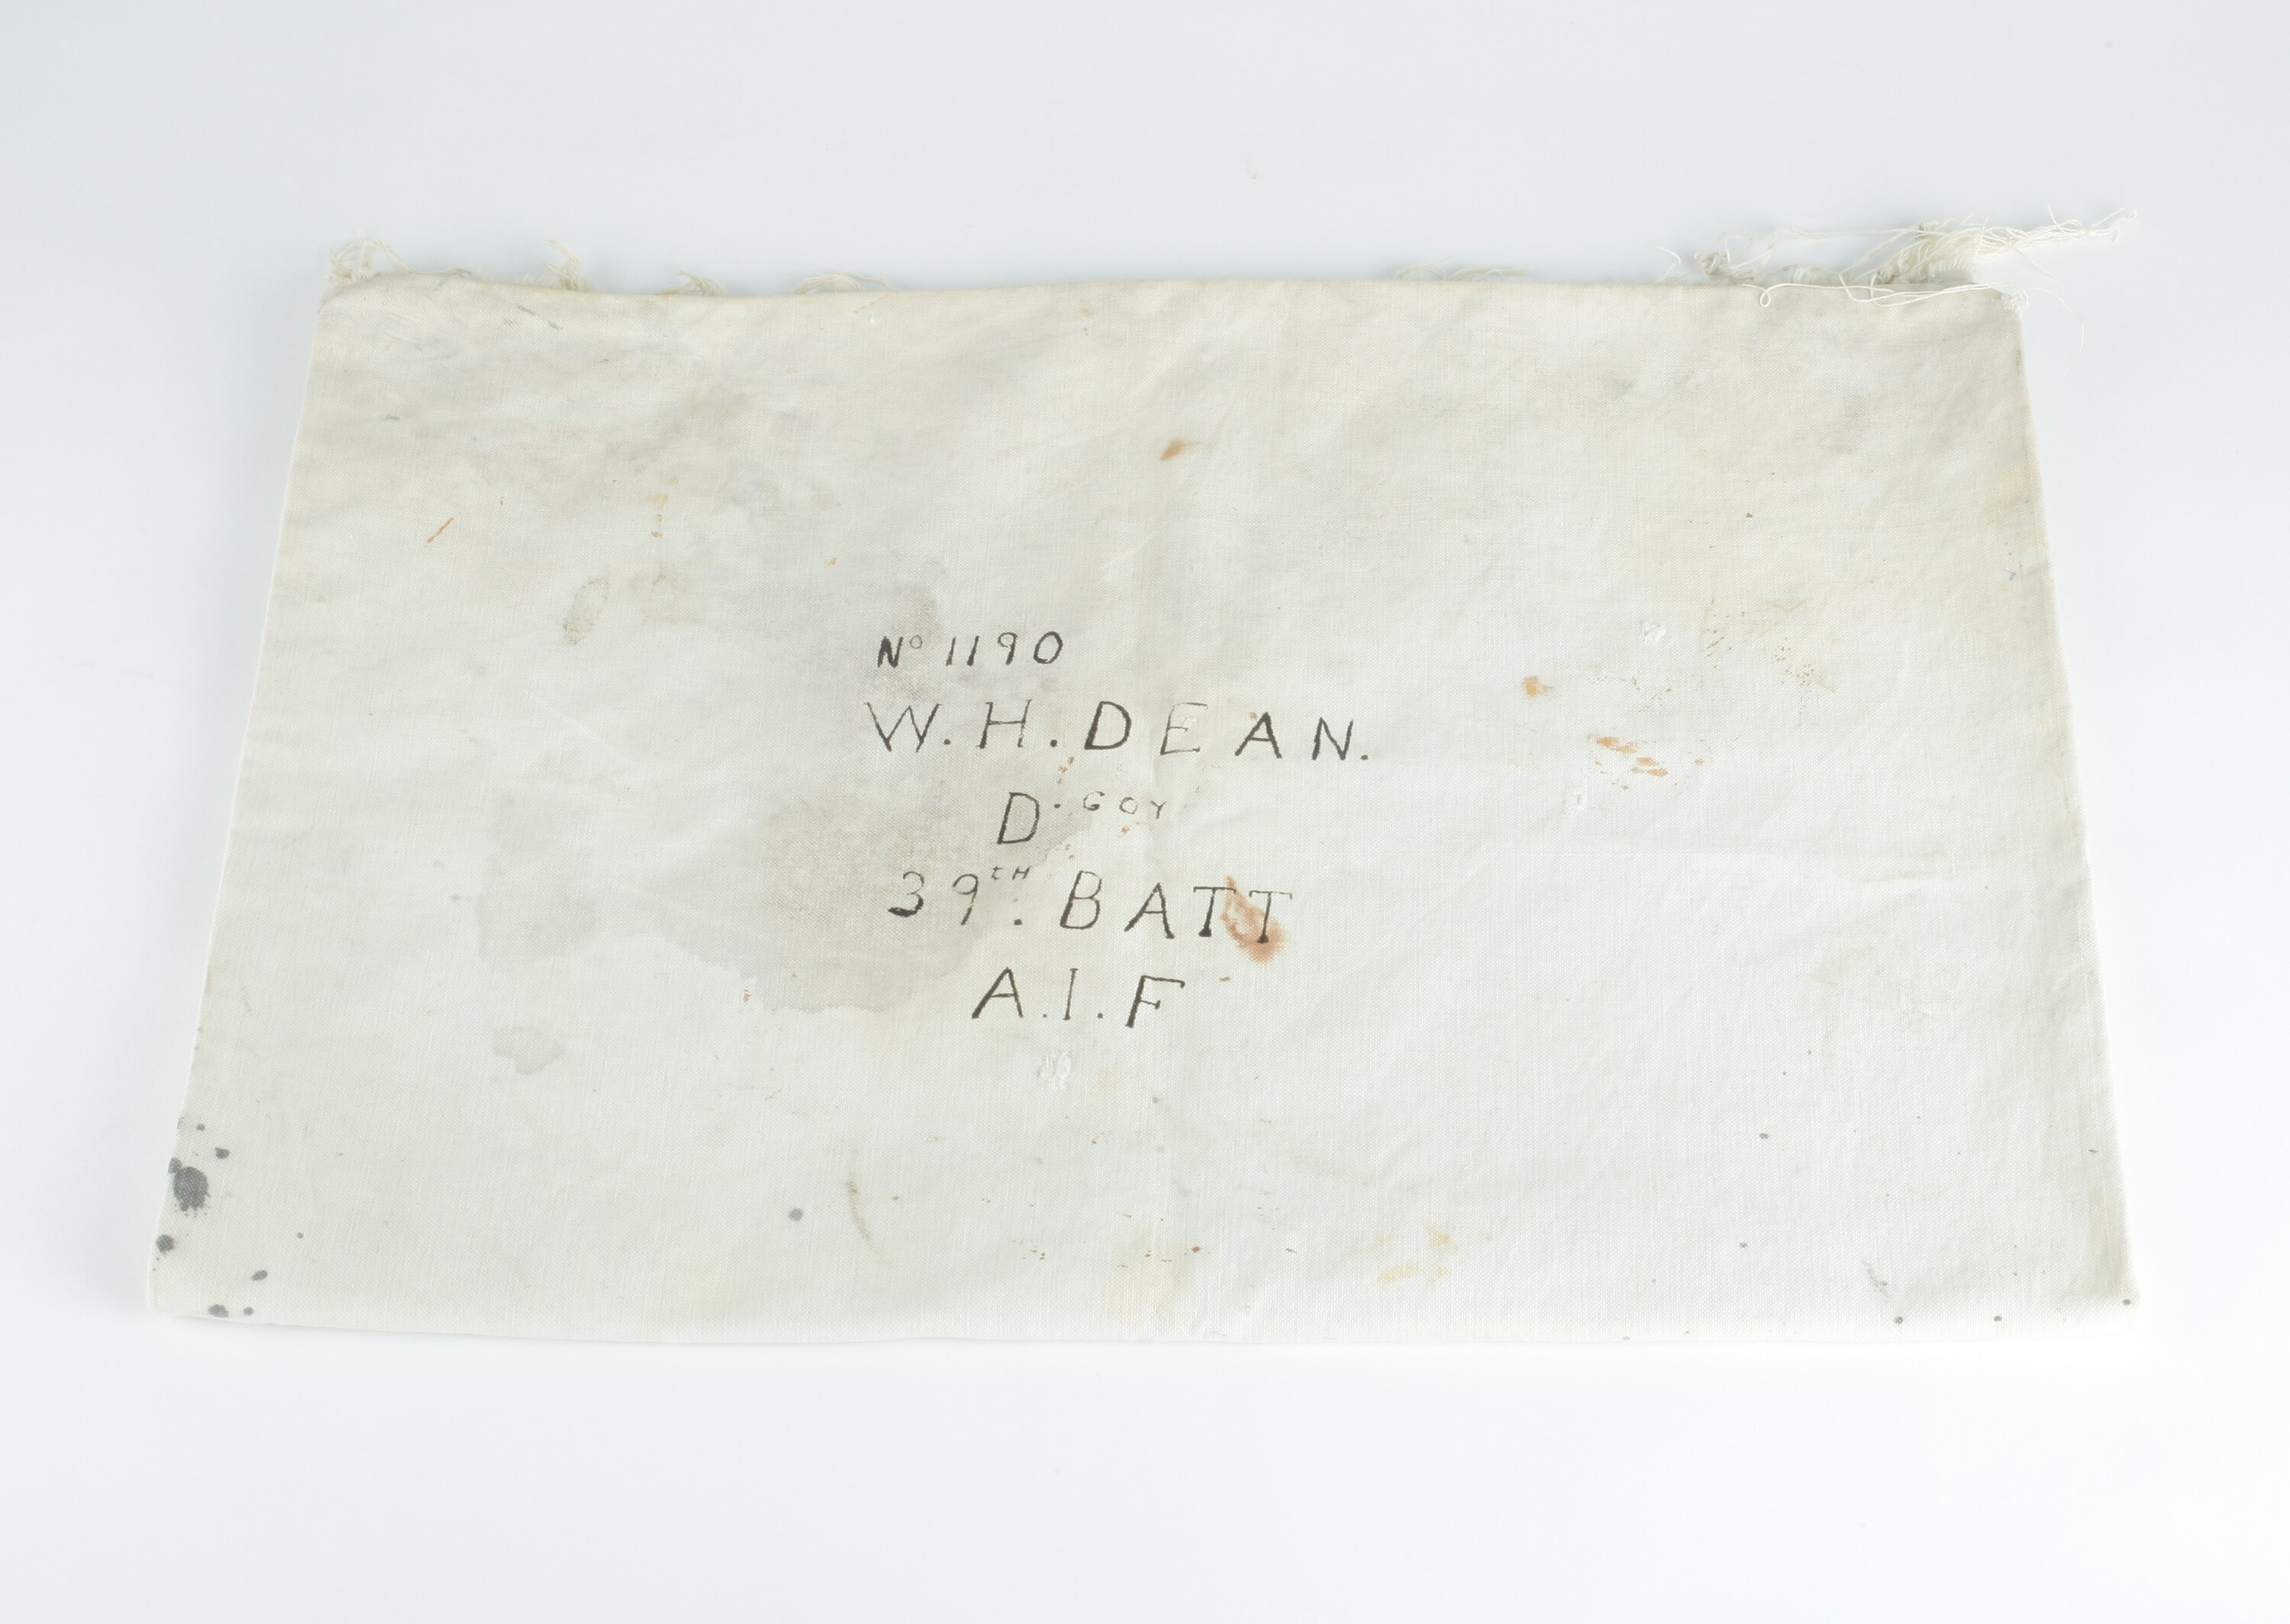 No 1190
W. H. DEAN.
D. COY
39TH. BATT
A.I.F